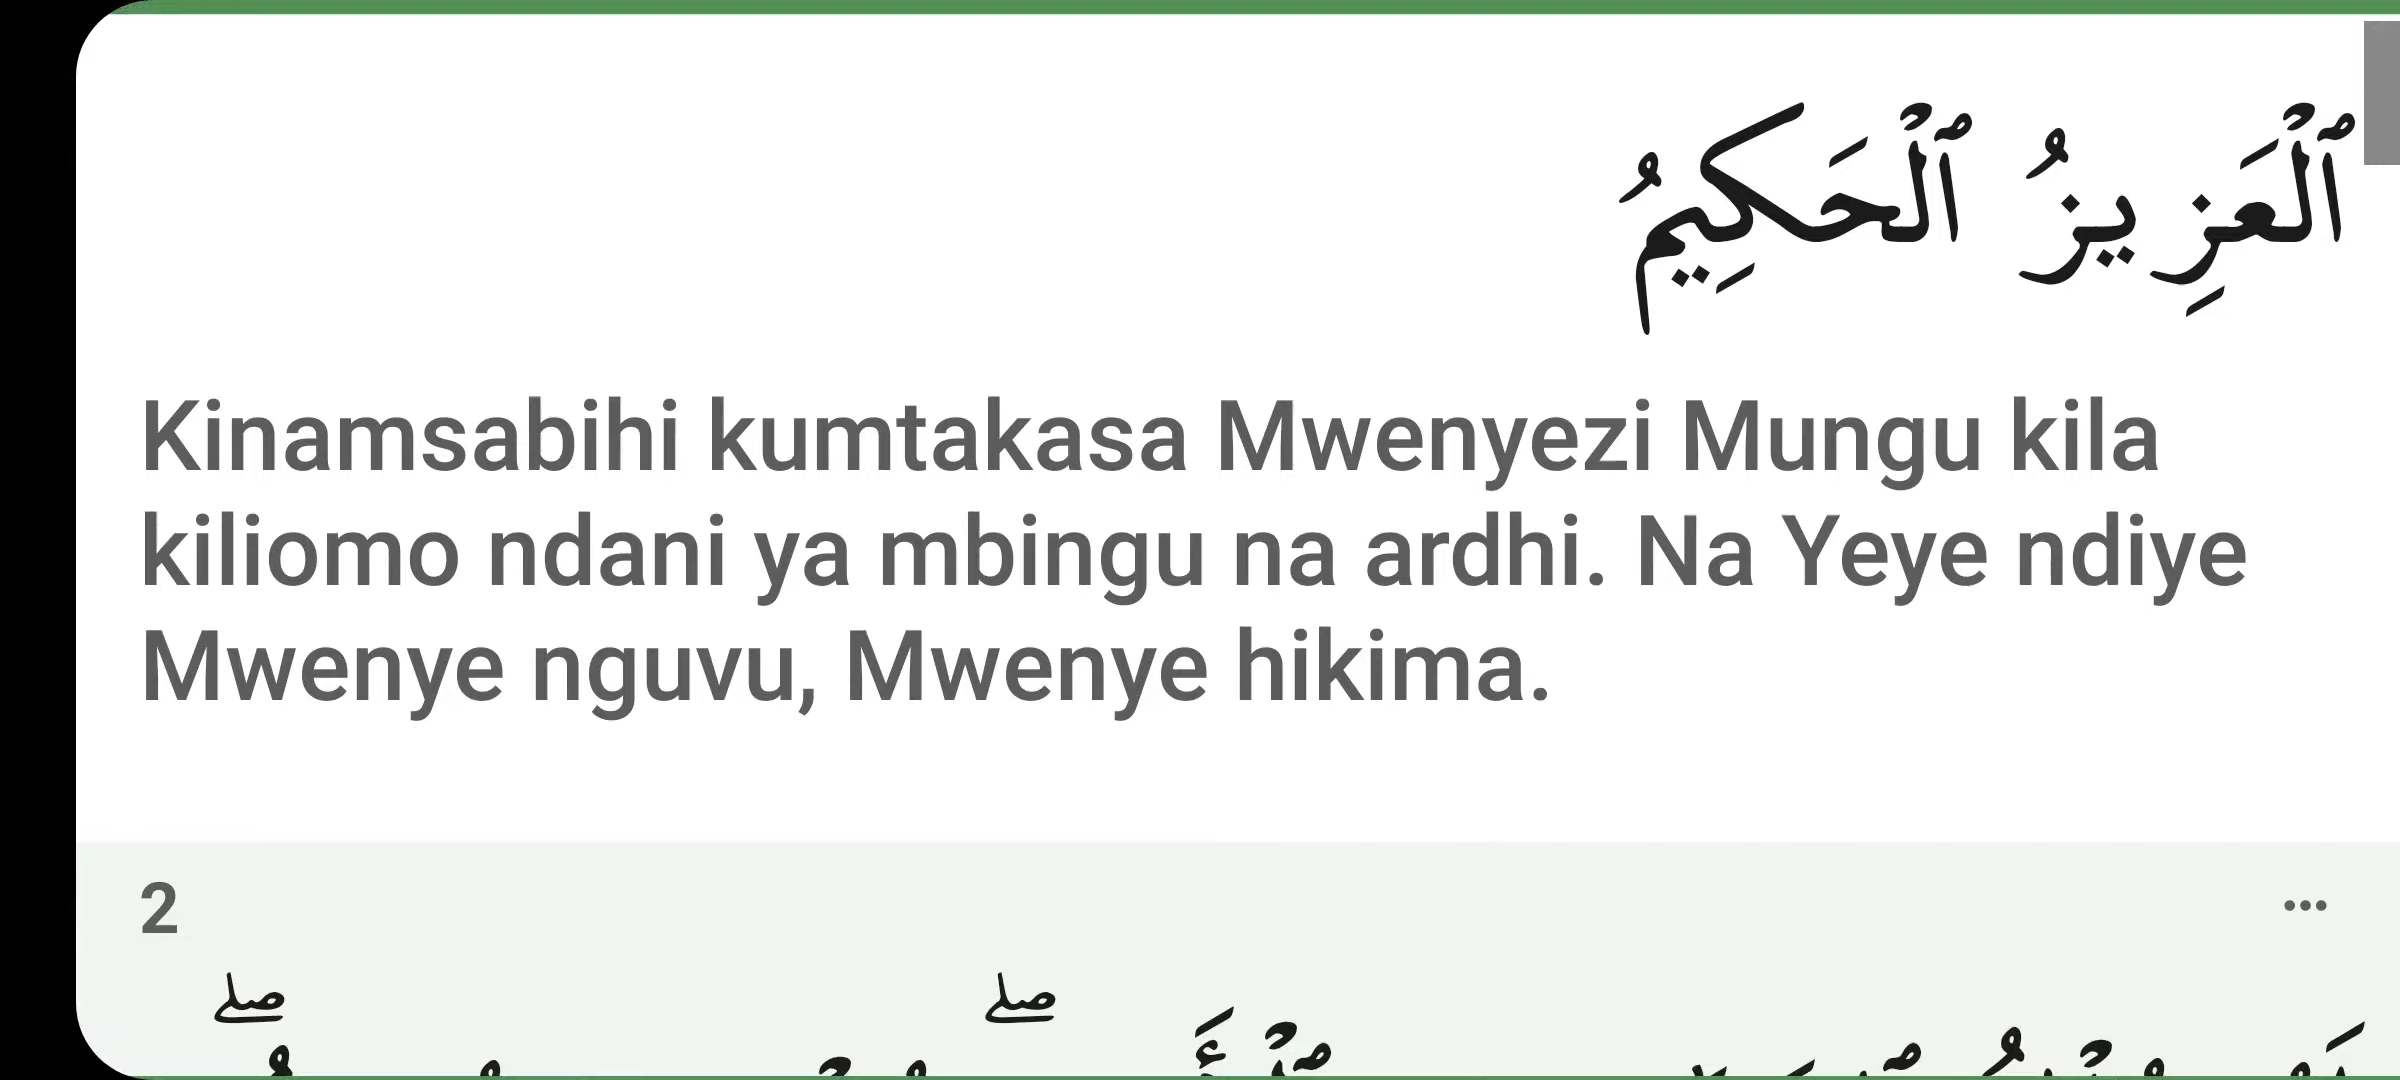 ٱلْعَزِيزُ ٱلْحَكِيمُ
Kinamsabihi kumtakasa Mwenyezi Mungu kila
kiliomo ndani ya mbingu na ardhi. Na Yeye ndiye
Mwenye nguvu, Mwenye hikima.
2